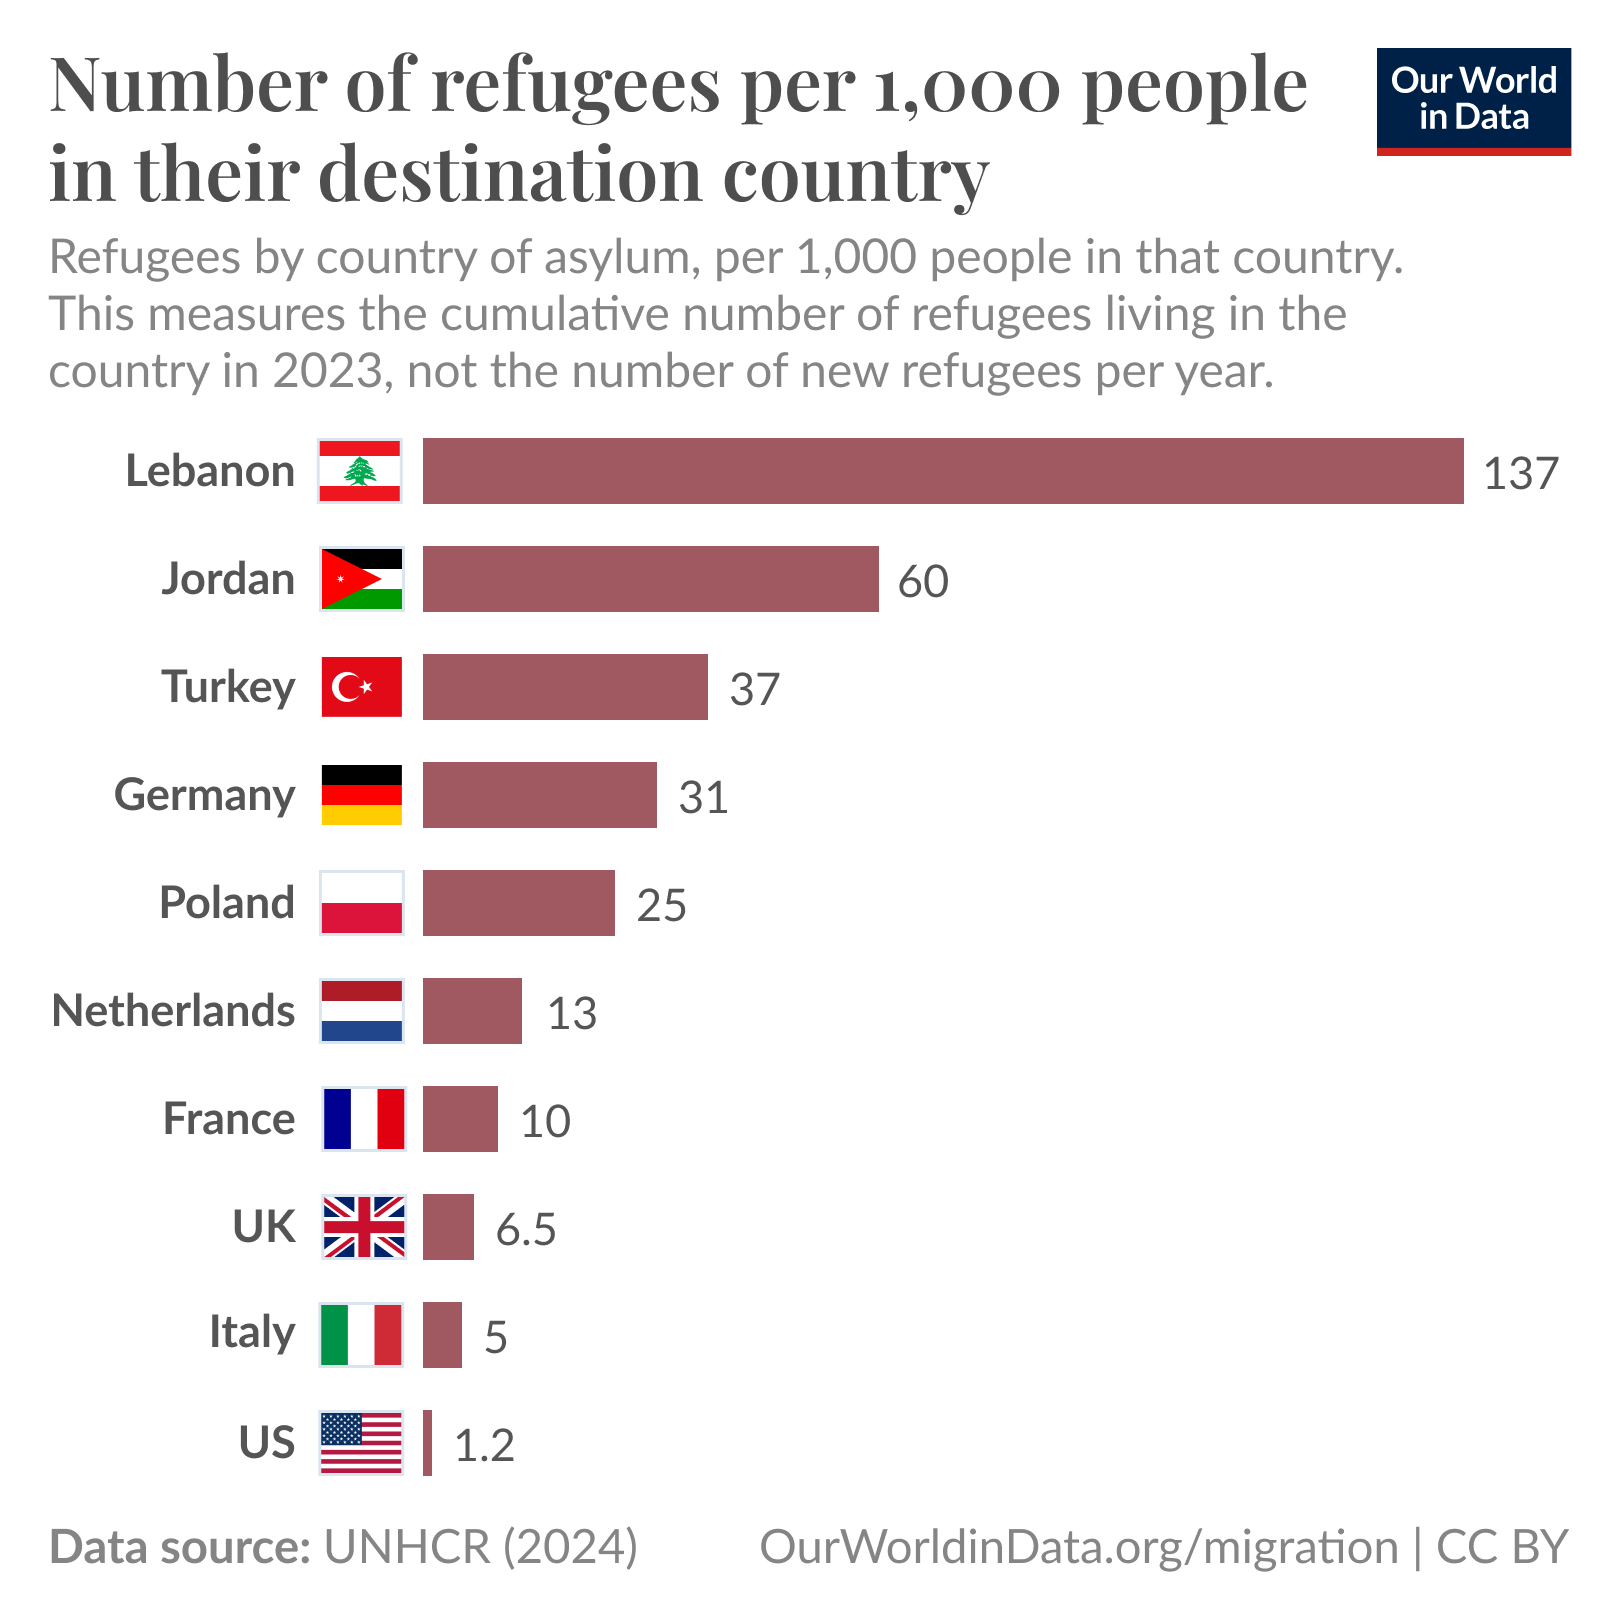 Number of refugees per 1,000 people
in their destination country
Our World
in Data
Refugees by country of asylum, per 1,000 people in that country.
This measures the cumulative number of refugees living in the
country in 2023, not the number of new refugees per year.
Lebanon 137
Jordan 60
Turkey 37
Germany 31
Poland 25
Netherlands 13
France 10
UK 6.5
Italy 5
US 1.2
Data source: UNHCR (2024) OurWorldinData.org/migration | CC BY